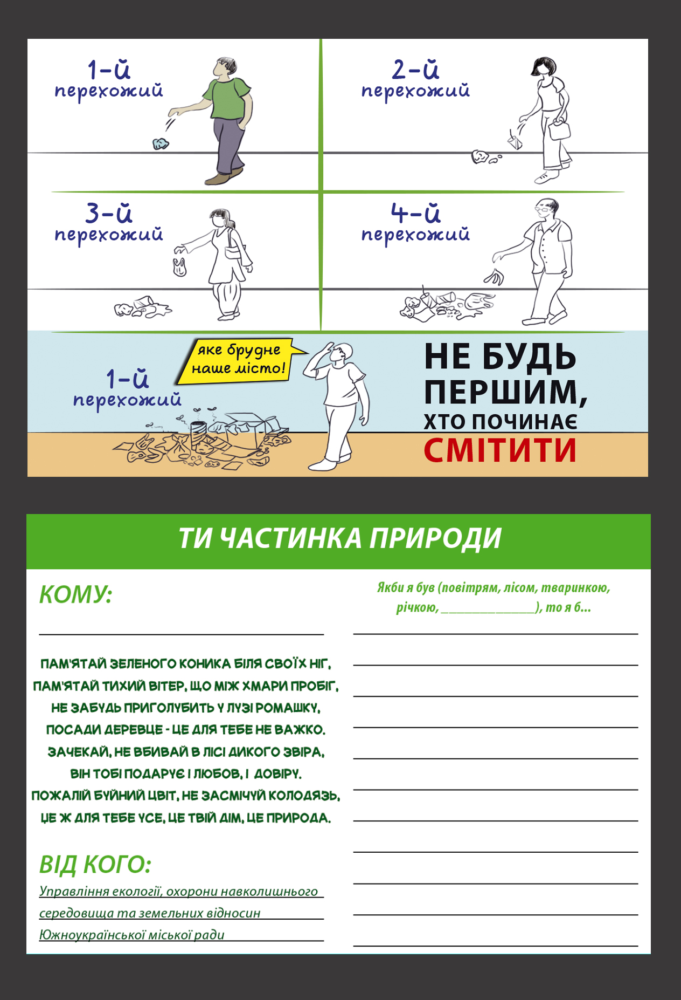 1-й
перехожий
2-й
перехожий
3-й
перехожий
4-й
перехожий
яке брудне
наше місто!
1-й
перехожий
НЕ БУДЬ
ПЕРШИМ,
ХТО ПОЧИНАЄ
СМІТИТИ
ТИ ЧАСТИНКА ПРИРОДИ
КОМУ:
ПАМ'ЯТАЙ ЗЕЛЕНОГО КОНИКА БІЛЯ СВОЇХ НІГ,
ПАМ'ЯТАЙ ТИХИЙ ВІТЕР, ЩО МІЖ ХМАРИ ПРОБІГ,
НЕ ЗАБУДЬ ПРИГОЛУБИТЬ У ЛУЗІ РОМАШКУ,
ПОСАДИ ДЕРЕВЦЕ - ЦЕ ДЛЯ ТЕБЕ НЕ ВАЖКО.
ЗАЧЕКАЙ, НЕ ВБИВАЙ В ЛІСІ ДИКОГО ЗВІРА,
ВІН ТОБІ ПОДАРУЄ І ЛЮБОВ, І ДОВІРУ.
ПОЖАЛІЙ БУЙНИЙ ЦВІТ, НЕ ЗАСМІЧУЙ КОЛОДЯЗЬ,
ЦЕ Ж ДЛЯ ТЕБЕ УСЕ, ЦЕ ТВІЙ ДІМ, ЦЕ ПРИРОДА.
ВІД КОГО:
Управління екології, охорони навколишнього
середовища та земельних відносин
Южноукраїнської міської ради
Якби я був (повітрям, лісом, тваринкою,
річкою, _____________), то я б...